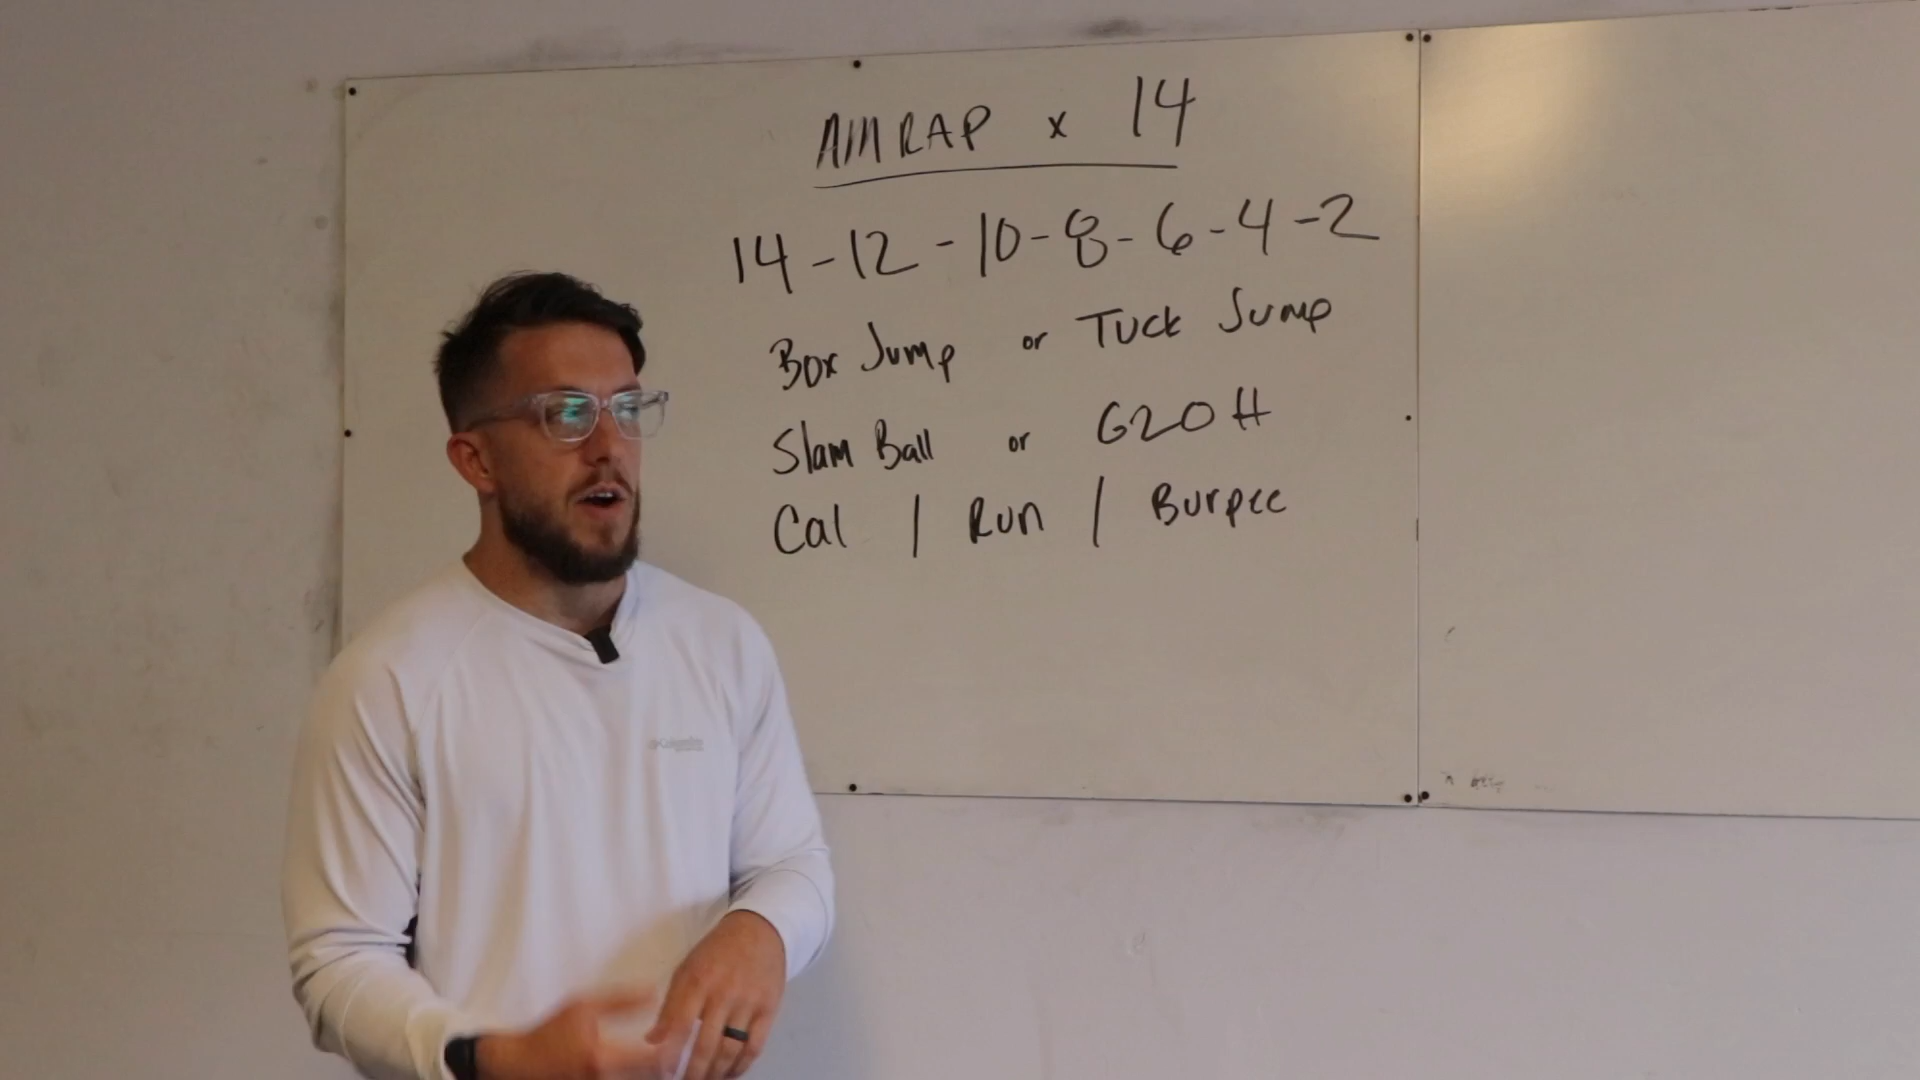 AMRAP x 14
14-12-10-8-6-4-2
Box Jump or Tuck Jump
Slam Ball or G2OH
Cal / Run / Burpee
Columbia